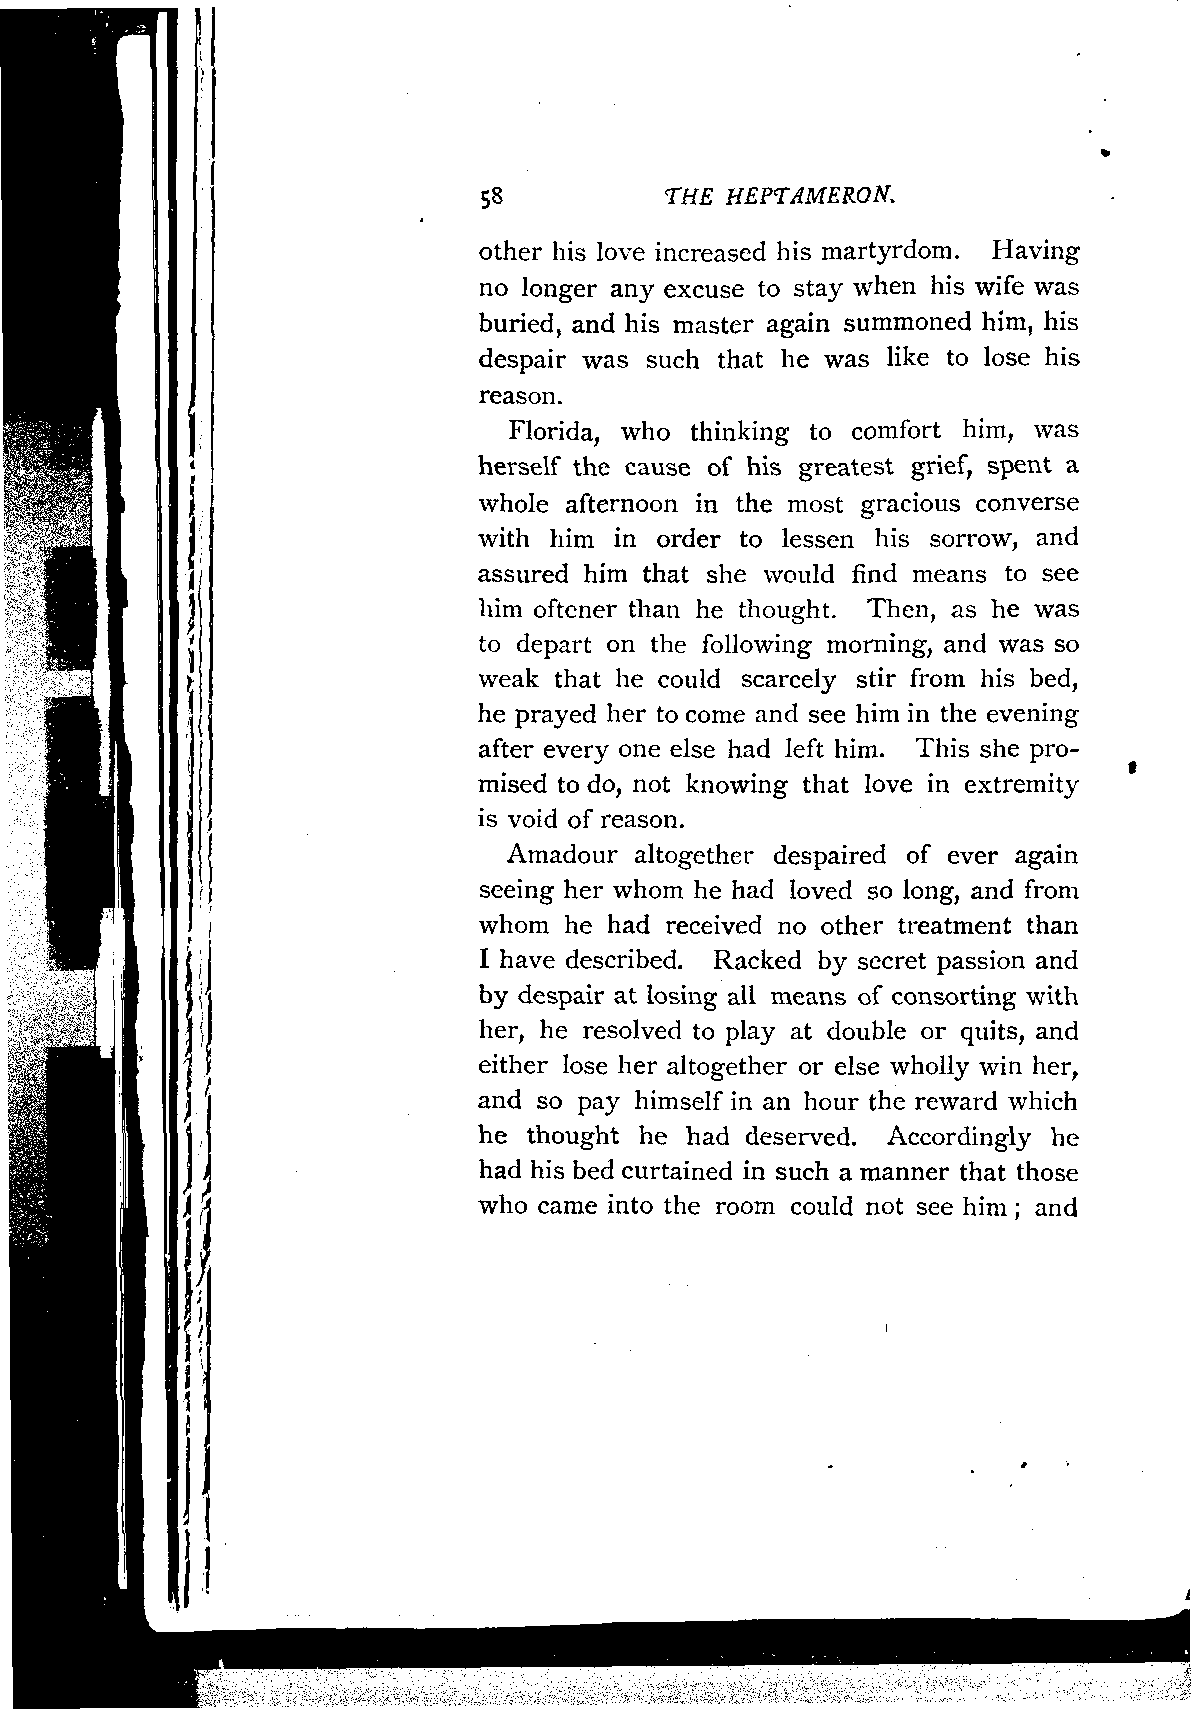 58 THE HEPTAMERON.
other his love increased his martyrdom. Having
no longer any excuse to stay when his wife was
buried, and his master again summoned him, his
despair was such that he was like to lose his
reason.
Florida, who thinking to comfort him, was
herself the cause of his greatest grief, spent a
whole afternoon in the most gracious converse
with him in order to lessen his sorrow, and
assured him that she would find means to see
him oftener than he thought. Then, as he was
to depart on the following morning, and was so
weak that he could scarcely stir from his bed,
he prayed her to come and see him in the evening
after every one else had left him. This she pro-
mised to do, not knowing that love in extremity
is void of reason.
Amadour altogether despaired of ever again
seeing her whom he had loved so long, and from
whom he had received no other treatment than
I have described. Racked by secret passion and
by despair at losing all means of consorting with
her, he resolved to play at double or quits, and
either lose her altogether or else wholly win her,
and so pay himself in an hour the reward which
he thought he had deserved. Accordingly he
had his bed curtained in such a manner that those
who came into the room could not see him ; and